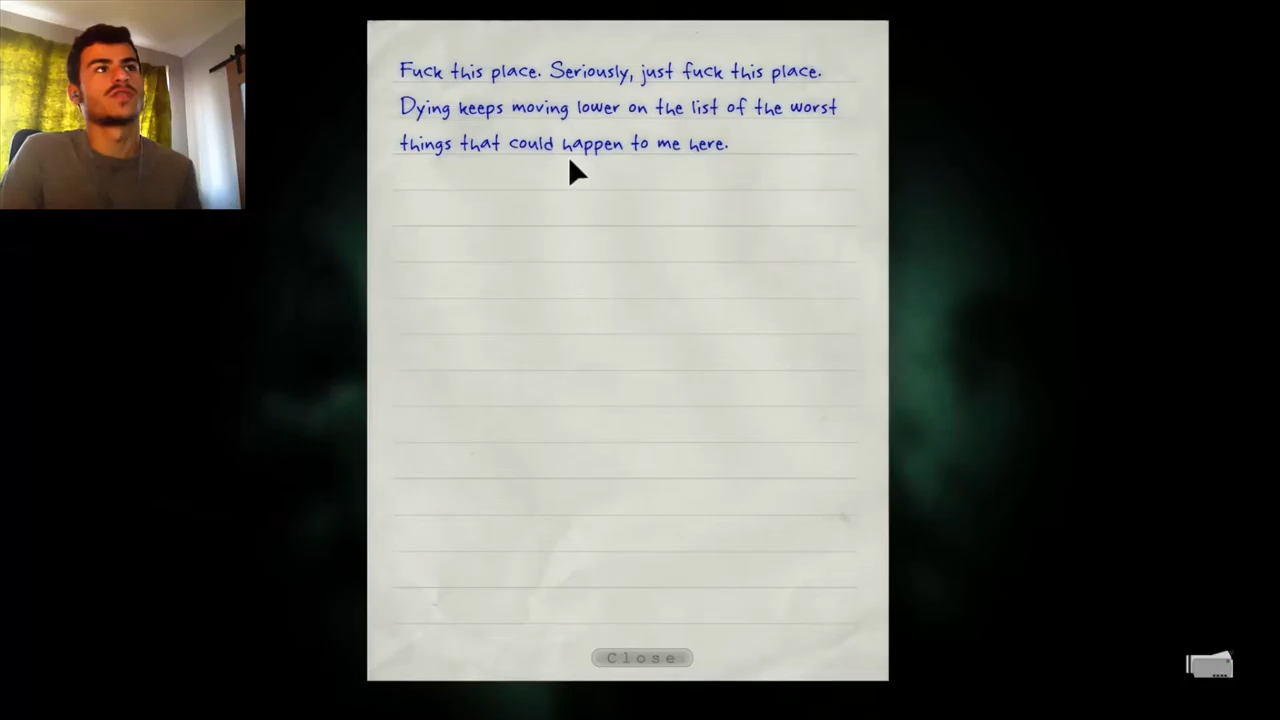 Fuck this place. Seriously, just fuck this place.
Dying keeps moving lower on the list of the worst
things that could happen to me here.
Close